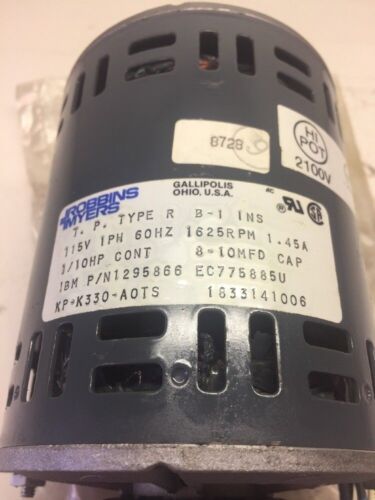 8728
HI
POT
2100V
ROBBINS
MYERS
GALLIPOLIS
OHIO, U.S.A.
AC
T. P. TYPE R B-1 INS
115V 1PH 60HZ 1625RPM 1.45A
1/10HP CONT 8-10MFD CAP
IBM P/N1295866 EC775885U
KP-K330-AOTS 1833141006